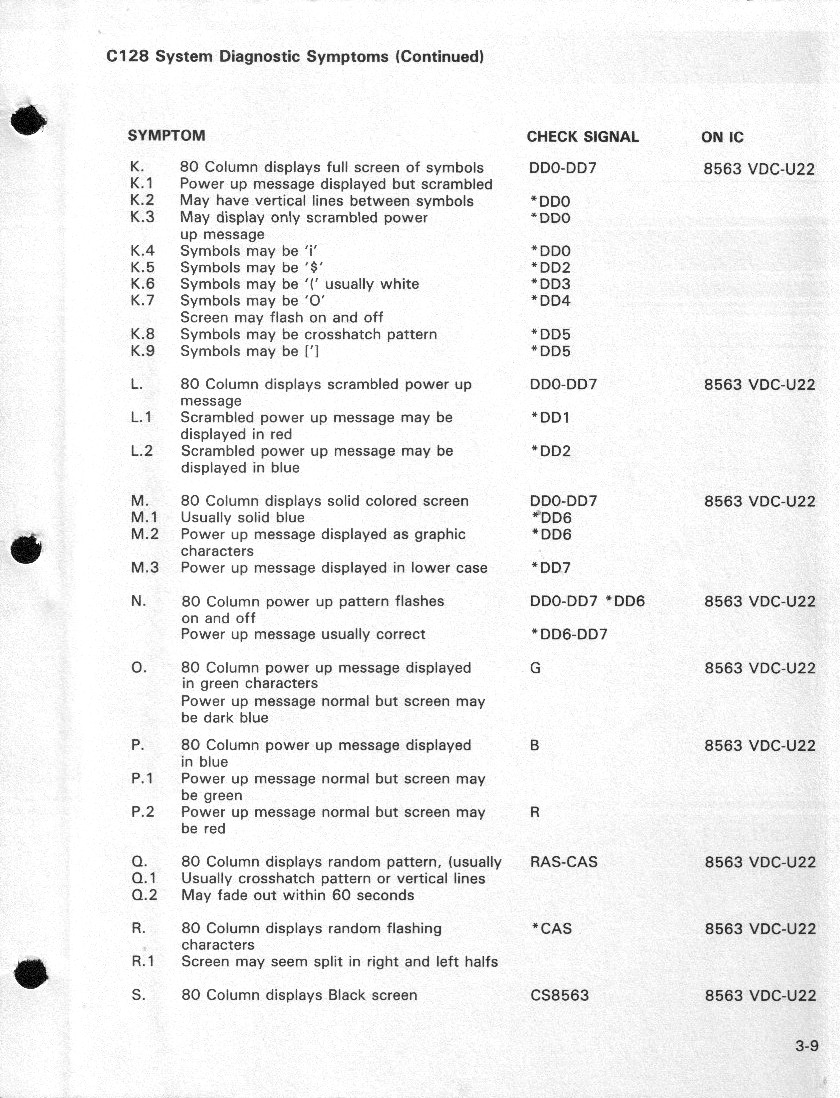 C128 System Diagnostic Symptoms (Continued)
SYMPTOM CHECK SIGNAL ON IC
K. 80 Column displays full screen of symbols DD0-DD7 8563 VDC-U22
K.1 Power up message displayed but scrambled
K.2 May have vertical lines between symbols *DD0
K.3 May display only scrambled power *DD0
up message
K.4 Symbols may be 'i' *DD0
K.5 Symbols may be '$' *DD2
K.6 Symbols may be '(' usually white *DD3
K.7 Symbols may be 'O' *DD4
Screen may flash on and off
K.8 Symbols may be crosshatch pattern *DD5
K.9 Symbols may be ['] *DD5
L. 80 Column displays scrambled power up DD0-DD7 8563 VDC-U22
message
L.1 Scrambled power up message may be *DD1
displayed in red
L.2 Scrambled power up message may be *DD2
displayed in blue
M. 80 Column displays solid colored screen DD0-DD7 8563 VDC-U22
M.1 Usually solid blue *DD6
M.2 Power up message displayed as graphic *DD6
characters
M.3 Power up message displayed in lower case *DD7
N. 80 Column power up pattern flashes DD0-DD7 *DD6 8563 VDC-U22
on and off
Power up message usually correct *DD6-DD7
O. 80 Column power up message displayed G 8563 VDC-U22
in green characters
Power up message normal but screen may
be dark blue
P. 80 Column power up message displayed B 8563 VDC-U22
in blue
P.1 Power up message normal but screen may
be green
P.2 Power up message normal but screen may R
be red
Q. 80 Column displays random pattern, (usually RAS-CAS 8563 VDC-U22
Q.1 Usually crosshatch pattern or vertical lines
Q.2 May fade out within 60 seconds
R. 80 Column displays random flashing *CAS 8563 VDC-U22
characters
R.1 Screen may seem split in right and left halfs
S. 80 Column displays Black screen CS8563 8563 VDC-U22
3-9